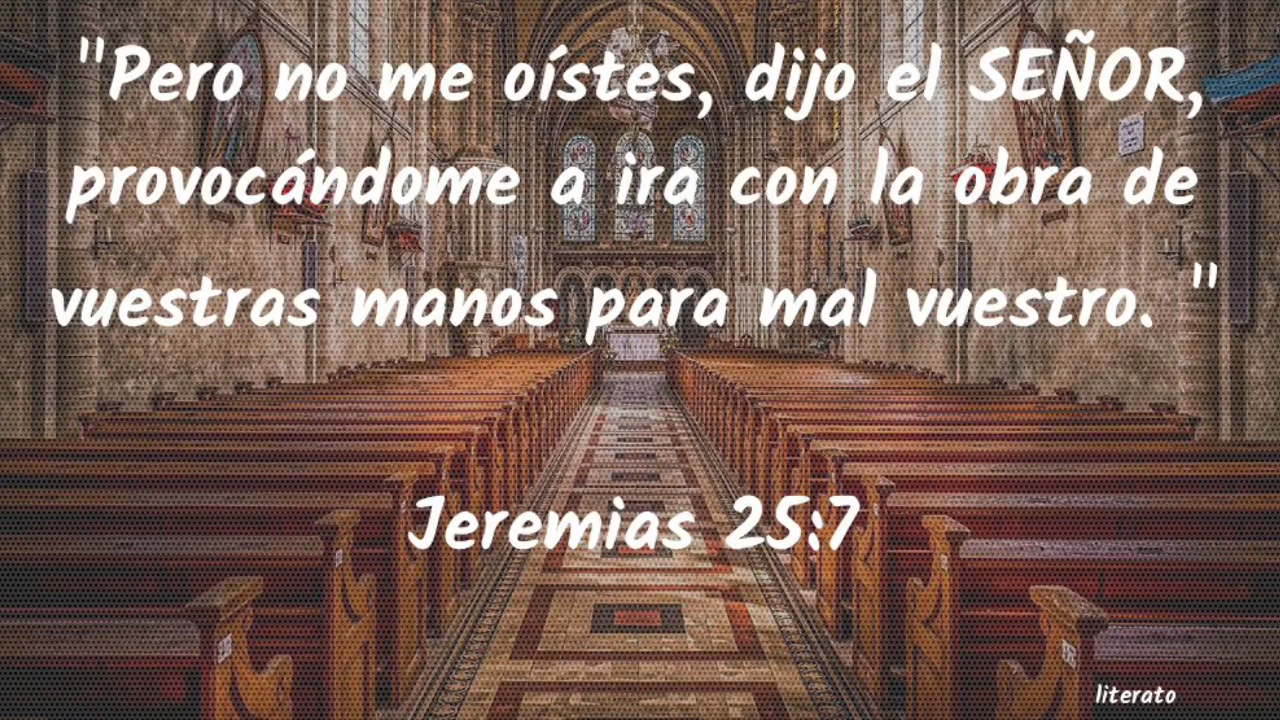 "Pero no me oístes, dijo el SEÑOR,
provocándome a ira con la obra de
vuestras manos para mal vuestro. "
Jeremias 25:7
literato